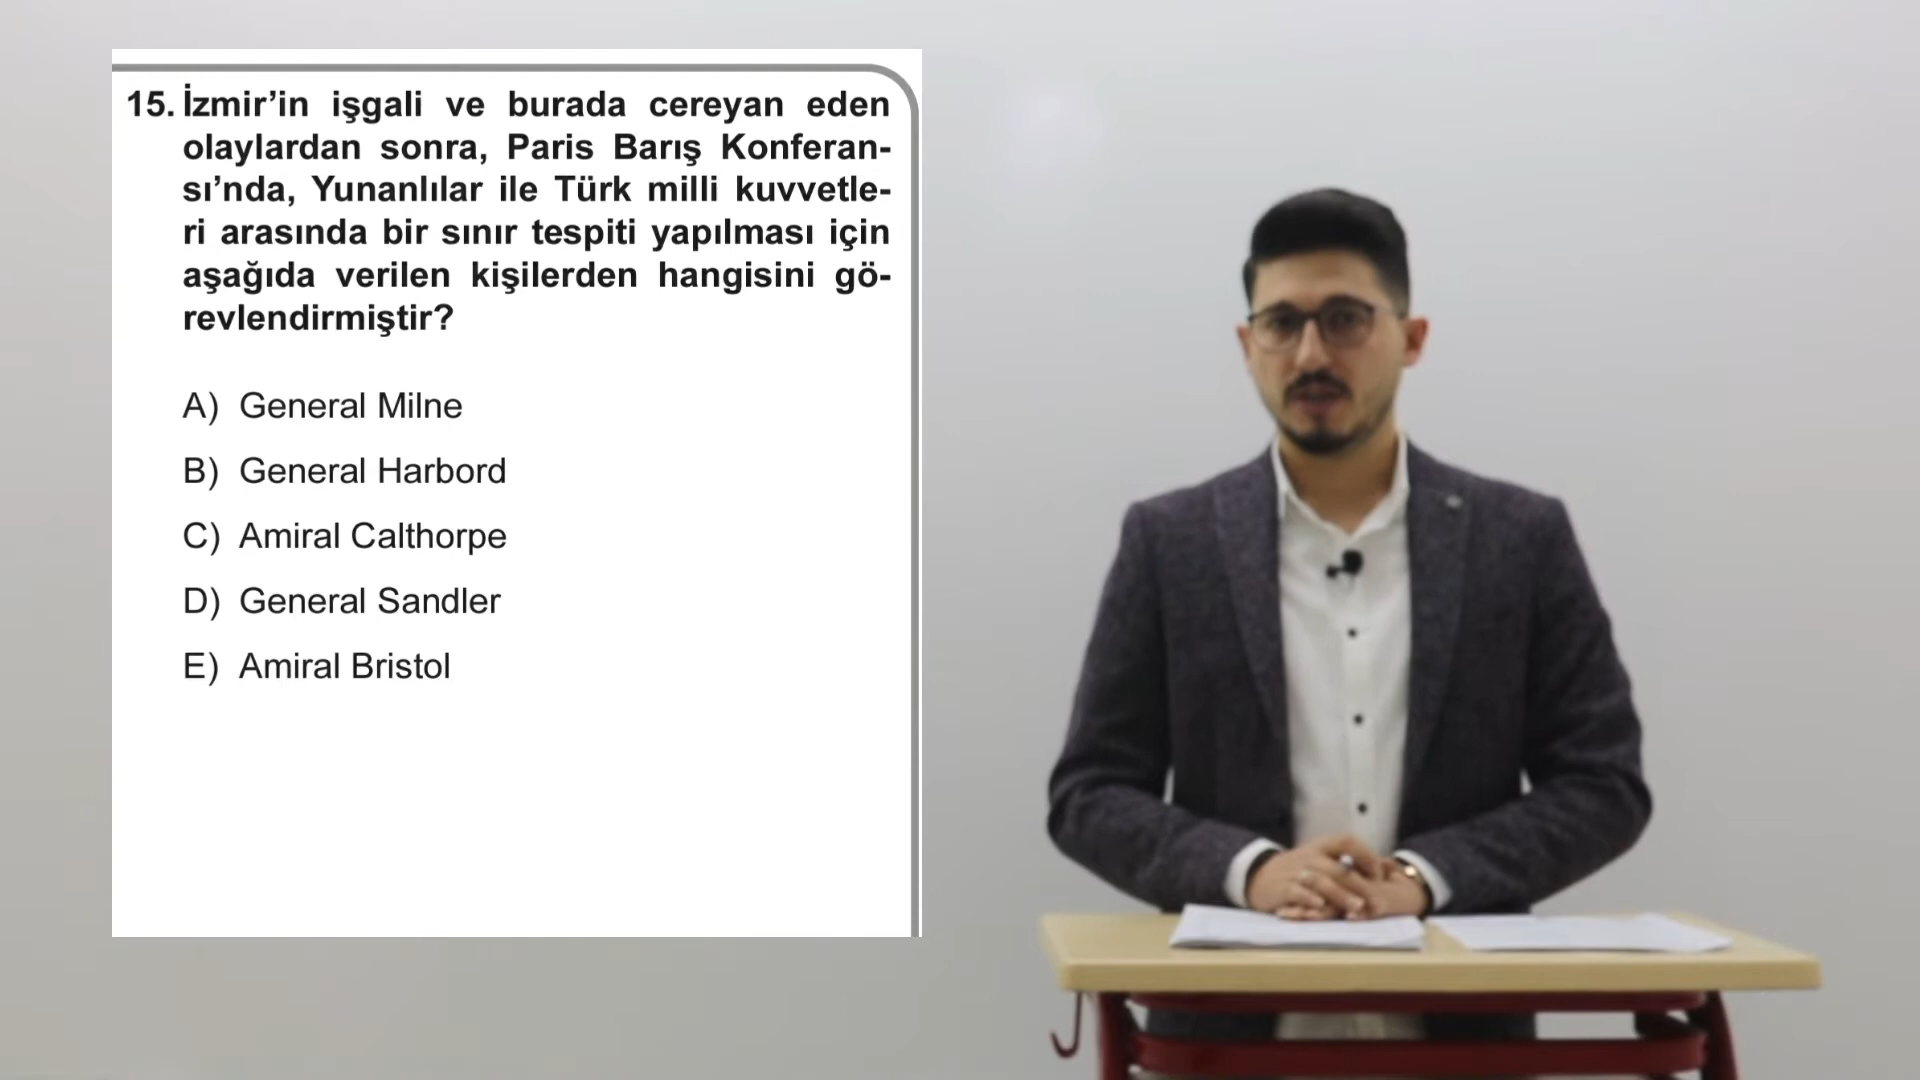 15. İzmir’in işgali ve burada cereyan eden
olaylardan sonra, Paris Barış Konferan-
sı’nda, Yunanlılar ile Türk milli kuvvetle-
ri arasında bir sınır tespiti yapılması için
aşağıda verilen kişilerden hangisini gö-
revlendirmiştir?
A) General Milne
B) General Harbord
C) Amiral Calthorpe
D) General Sandler
E) Amiral Bristol